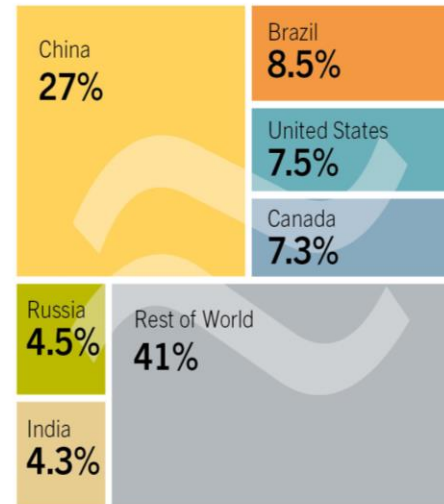 China
27%
Brazil
8.5%
United States
7.5%
Canada
7.3%
Russia
4.5%
Rest of World
41%
India
4.3%